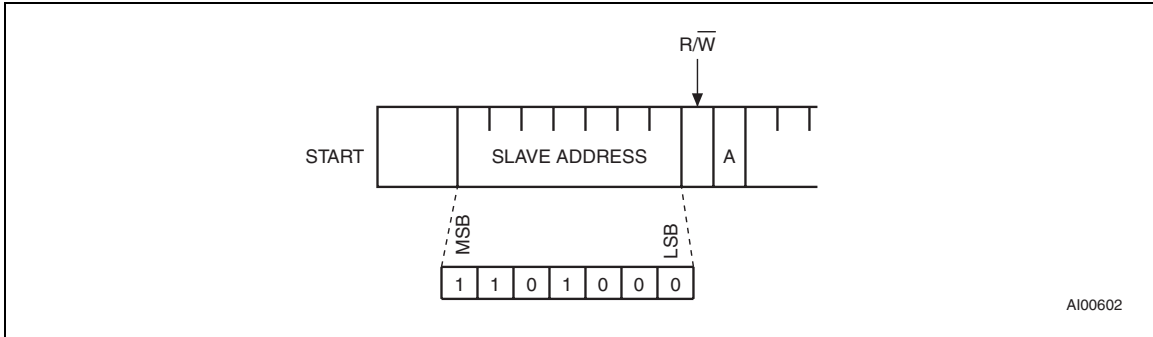 R/W̅
START
SLAVE ADDRESS
A
MSB
LSB
1 1 0 1 0 0 0
AI00602